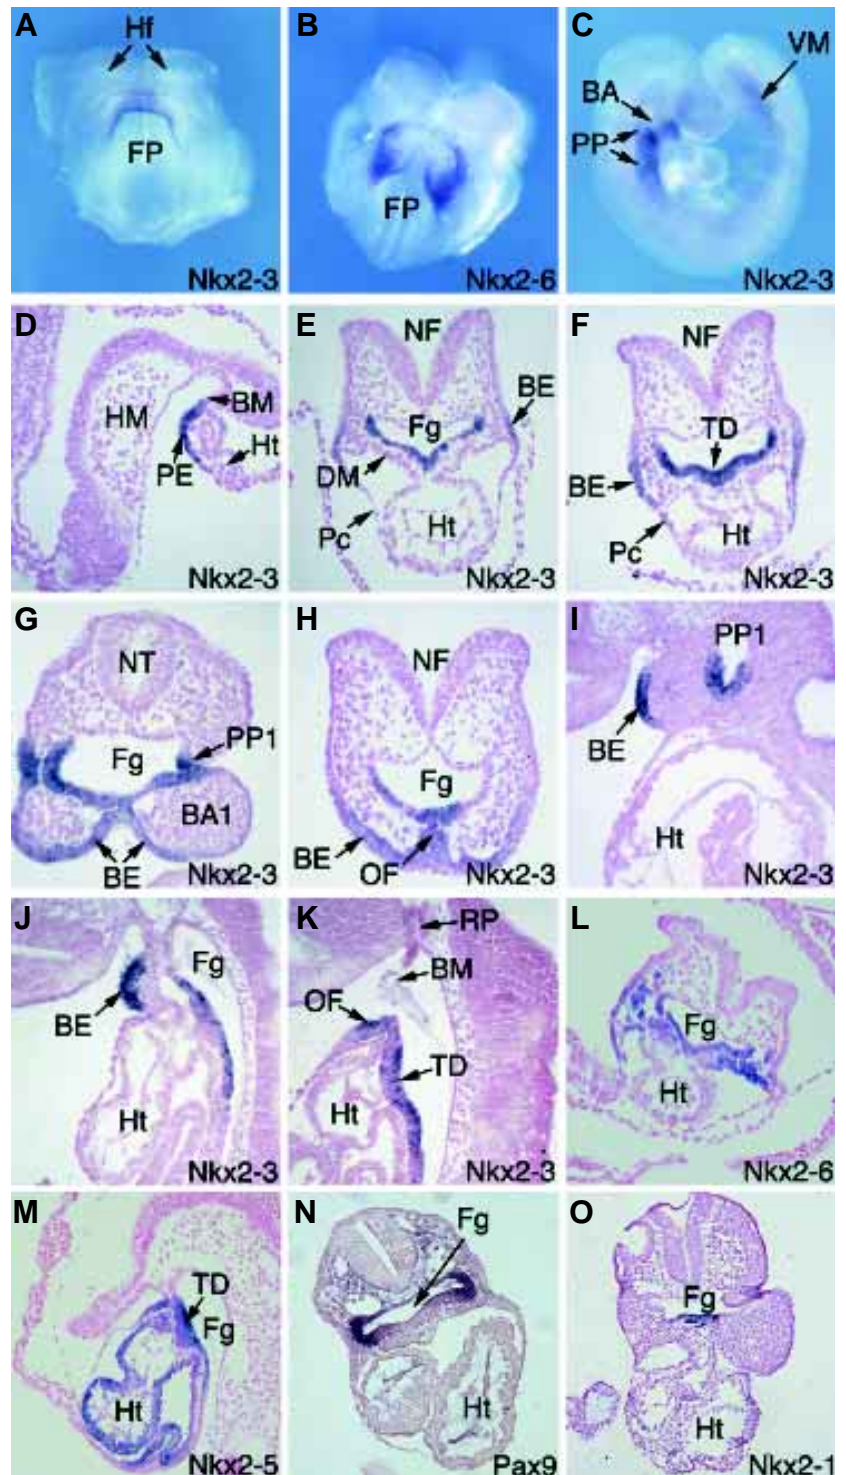 A
Hf
FP
Nkx2-3
B
FP
Nkx2-6
C
VM
BA
PP
Nkx2-3
D
HM
BM
PE
Ht
Nkx2-3
E
NF
BE
Fg
DM
Pc
Ht
Nkx2-3
F
NF
TD
BE
Pc
Ht
Nkx2-3
G
NT
Fg
PP1
BA1
BE
Nkx2-3
H
NF
Fg
BE
OF
Nkx2-3
I
PP1
BE
Ht
Nkx2-3
J
Fg
BE
Ht
Nkx2-3
K
RP
BM
OF
TD
Ht
Nkx2-3
L
Fg
Ht
Nkx2-6
M
TD
Fg
Ht
Nkx2-5
N
Fg
Ht
Pax9
O
Fg
Ht
Nkx2-1